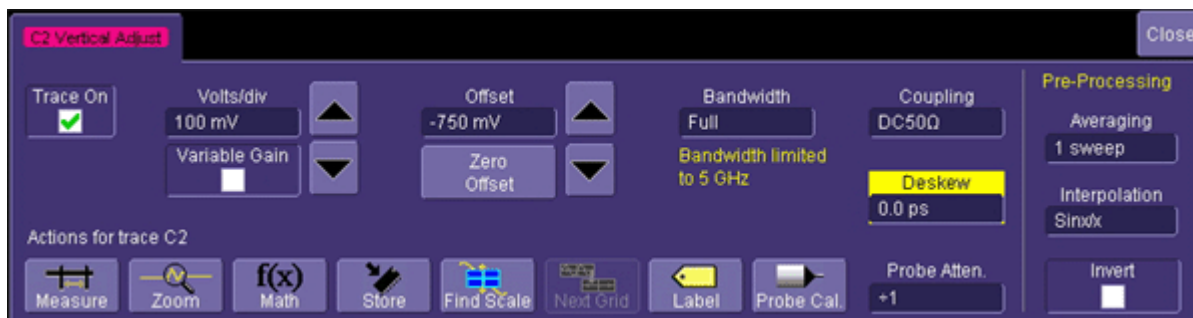 C2 Vertical Adjust
Close
Trace On
Volts/div
100 mV
Variable Gain
Offset
-750 mV
Zero
Offset
Bandwidth
Full
Bandwidth limited
to 5 GHz
Coupling
DC50Ω
Deskew
0.0 ps
Pre-Processing
Averaging
1 sweep
Interpolation
Sinx/x
Actions for trace C2
Measure
Zoom
f(x)
Math
Store
Find Scale
Next Grid
Label
Probe Cal.
Probe Atten.
÷1
Invert